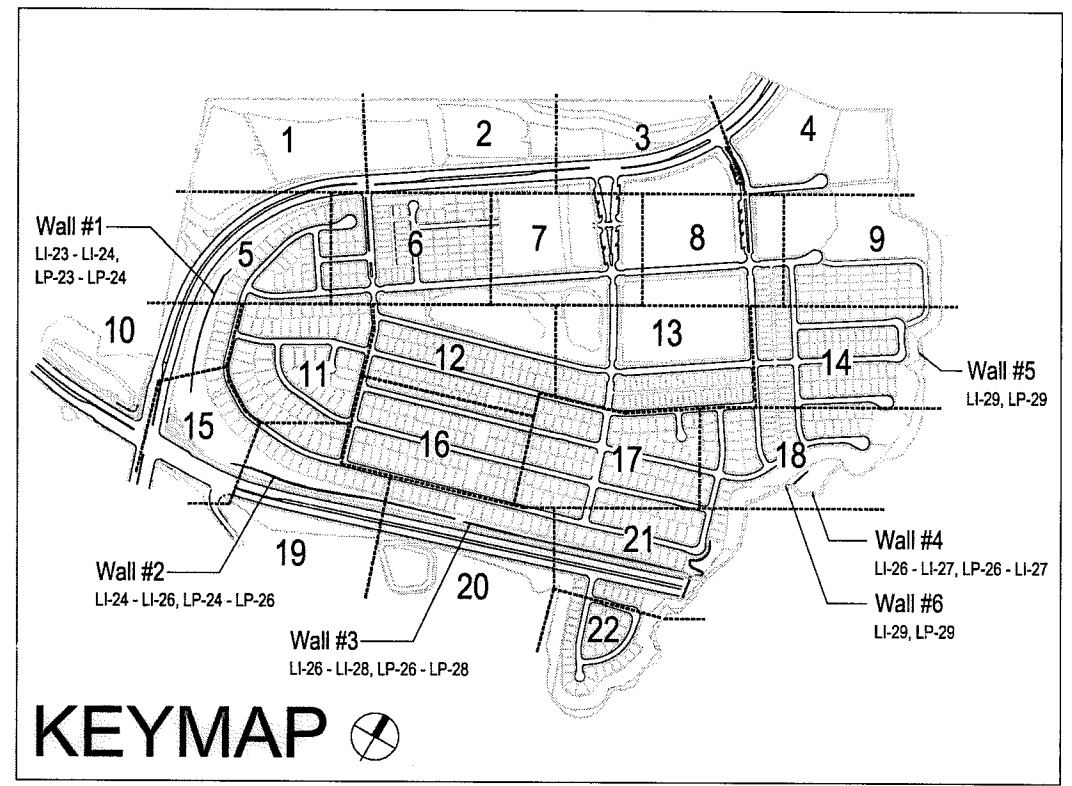 1
2
3
4
Wall #1
LI-23 - LI-24,
LP-23 - LP-24
5
6
7
8
9
10
11
12
13
14
Wall #5
LI-29, LP-29
15
16
17
18
19
20
21
22
Wall #4
LI-26 - LI-27, LP-26 - LI-27
Wall #6
LI-29, LP-29
Wall #2
LI-24 - LI-26, LP-24 - LP-26
Wall #3
LI-26 - LI-28, LP-26 - LP-28
KEYMAP